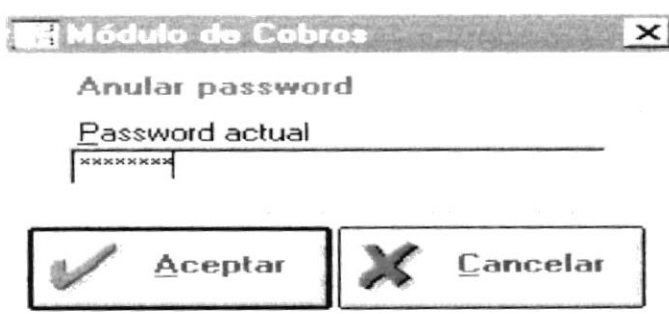 Módulo de Cobros
Anular password
Password actual
********
Aceptar
Cancelar